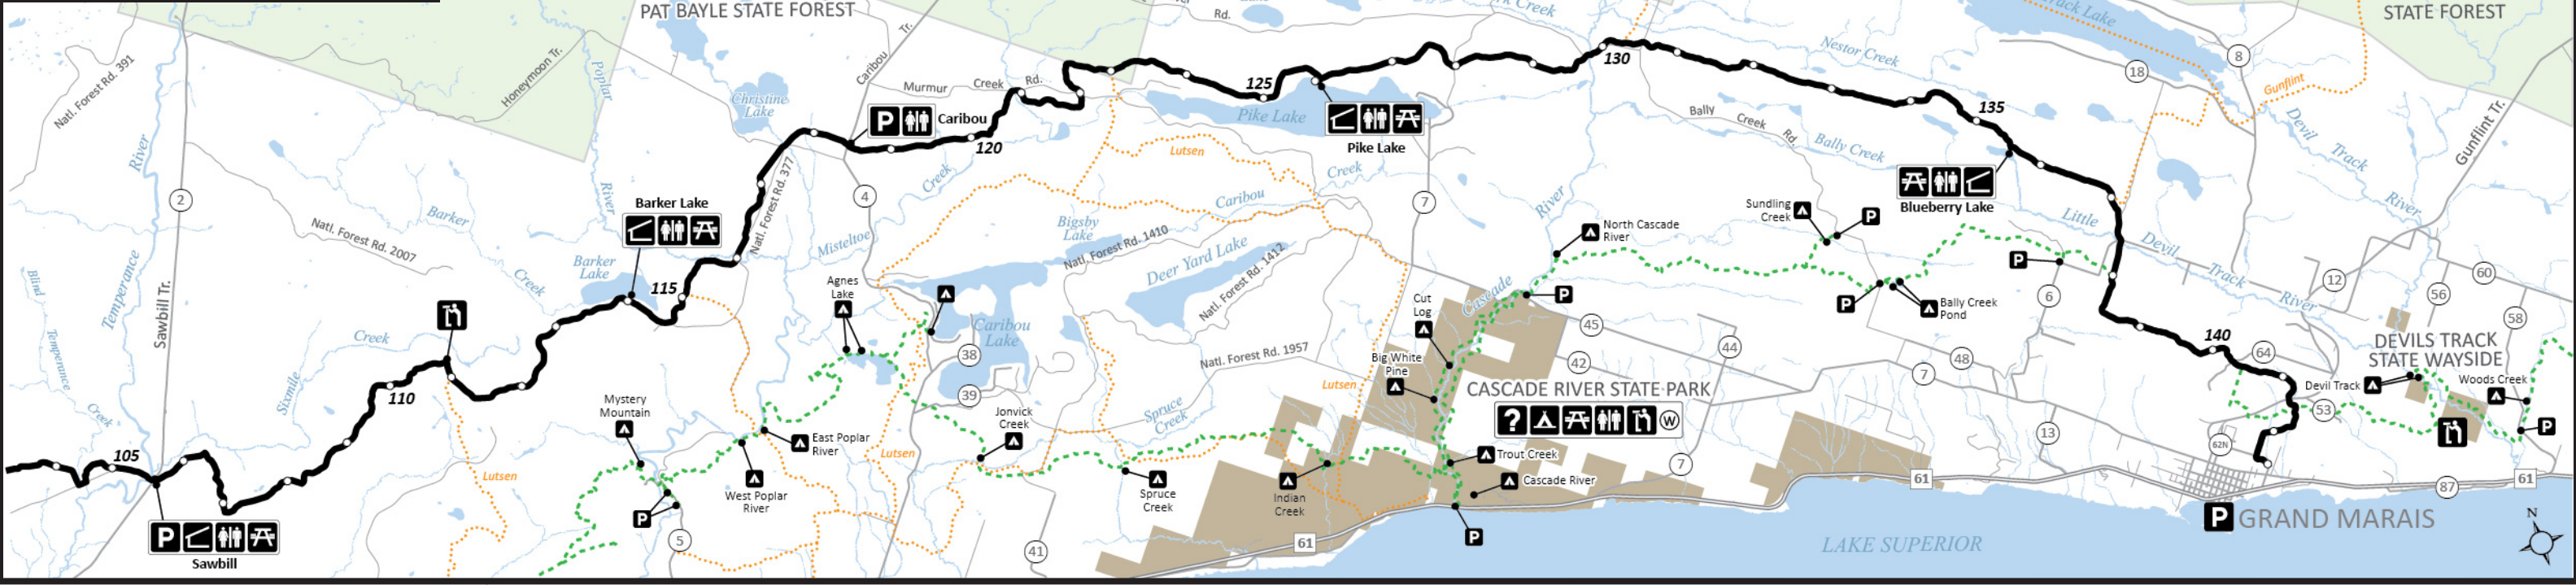 PAT BAYLE STATE FOREST
STATE FOREST
Natl. Forest Rd. 391
Honeymoon Tr.
Poplar
River
Caribou Tr.
Rd.
Creek
Nestor Creek
Track Lake
8
18
Gunflint
Gunflint Tr.
Devil
Track
River
Murmur Creek Rd.
Christine
Lake
P
Caribou
120
125
130
135
Pike Lake
Pike Lake
Bally Creek Rd.
Bally Creek
Blueberry Lake
River
2
Temperance
Sawbill Tr.
Natl. Forest Rd. 2007
Barker
Creek
Barker Lake
Barker
Lake
115
Natl. Forest Rd. 377
4
Misteltoe
Creek
Lutsen
Bigsby
Lake
Caribou
Creek
Natl. Forest Rd. 1410
Deer Yard Lake
Natl. Forest Rd. 1412
7
River
Cascade
North Cascade
River
Sundling
Creek
P
Little
Devil
Track
River
P
6
12
60
56
58
Blind
Temperance
Creek
Sixmile
Creek
110
105
P
Sawbill
Agnes
Lake
Caribou
Lake
38
39
Cut
Log
P
45
42
44
P
Bally Creek
Pond
48
7
140
64
DEVILS TRACK
STATE WAYSIDE
Devil Track
Woods Creek
53
P
Natl. Forest Rd. 1957
Big White
Pine
Lutsen
CASCADE RIVER STATE PARK
?
W
Mystery
Mountain
East Poplar
River
West Poplar
River
Lutsen
Lutsen
Jonvick
Creek
Spruce
Creek
Spruce
Creek
Indian
Creek
Trout Creek
Cascade River
7
13
62N
P
5
41
61
P
61
61
87
P GRAND MARAIS
LAKE SUPERIOR
N